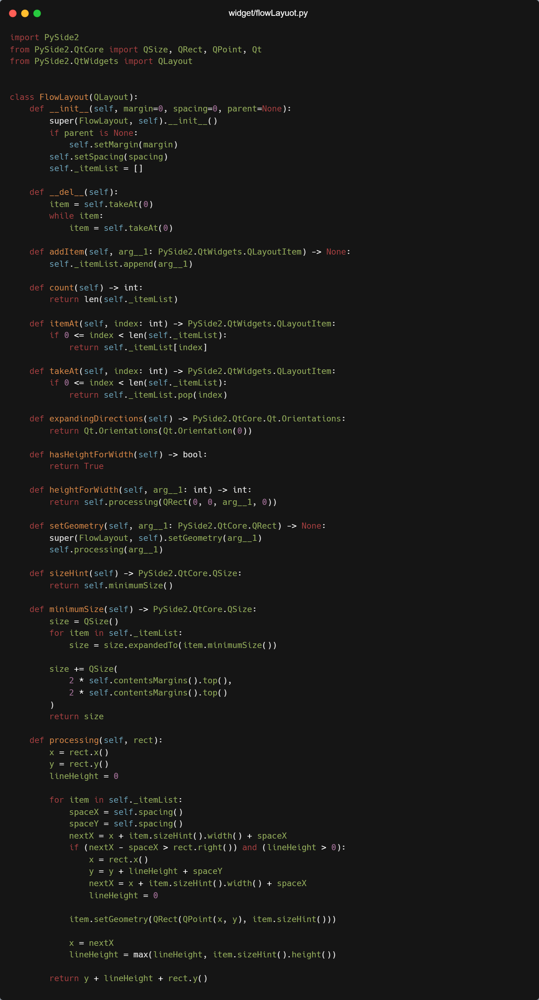 widget/flowLayuot.py
import PySide2
from PySide2.QtCore import QSize, QRect, QPoint, Qt
from PySide2.QtWidgets import QLayout


class FlowLayout(QLayout):
    def __init__(self, margin=0, spacing=0, parent=None):
        super(FlowLayout, self).__init__()
        if parent is None:
            self.setMargin(margin)
        self.setSpacing(spacing)
        self._itemList = []

    def __del__(self):
        item = self.takeAt(0)
        while item:
            item = self.takeAt(0)

    def addItem(self, arg__1: PySide2.QtWidgets.QLayoutItem) -> None:
        self._itemList.append(arg__1)

    def count(self) -> int:
        return len(self._itemList)

    def itemAt(self, index: int) -> PySide2.QtWidgets.QLayoutItem:
        if 0 <= index < len(self._itemList):
            return self._itemList[index]

    def takeAt(self, index: int) -> PySide2.QtWidgets.QLayoutItem:
        if 0 <= index < len(self._itemList):
            return self._itemList.pop(index)

    def expandingDirections(self) -> PySide2.QtCore.Qt.Orientations:
        return Qt.Orientations(Qt.Orientation(0))

    def hasHeightForWidth(self) -> bool:
        return True

    def heightForWidth(self, arg__1: int) -> int:
        return self.processing(QRect(0, 0, arg__1, 0))

    def setGeometry(self, arg__1: PySide2.QtCore.QRect) -> None:
        super(FlowLayout, self).setGeometry(arg__1)
        self.processing(arg__1)

    def sizeHint(self) -> PySide2.QtCore.QSize:
        return self.minimumSize()

    def minimumSize(self) -> PySide2.QtCore.QSize:
        size = QSize()
        for item in self._itemList:
            size = size.expandedTo(item.minimumSize())

        size += QSize(
            2 * self.contentsMargins().top(),
            2 * self.contentsMargins().top()
        )
        return size

    def processing(self, rect):
        x = rect.x()
        y = rect.y()
        lineHeight = 0

        for item in self._itemList:
            spaceX = self.spacing()
            spaceY = self.spacing()
            nextX = x + item.sizeHint().width() + spaceX
            if (nextX - spaceX > rect.right()) and (lineHeight > 0):
                x = rect.x()
                y = y + lineHeight + spaceY
                nextX = x + item.sizeHint().width() + spaceX
                lineHeight = 0

            item.setGeometry(QRect(QPoint(x, y), item.sizeHint()))

            x = nextX
            lineHeight = max(lineHeight, item.sizeHint().height())

        return y + lineHeight + rect.y()